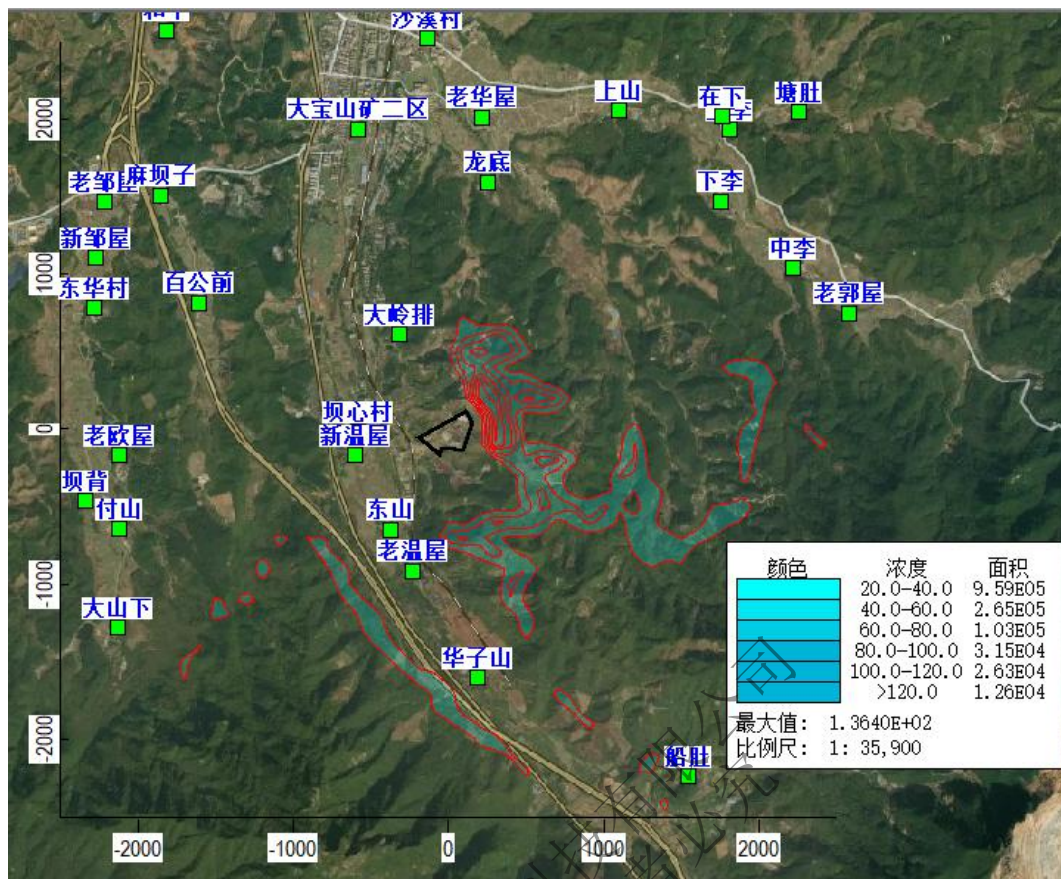 沙溪村
大宝山矿二区
老华屋
上山
在下
塘肚
龙底
老邹屋
麻坝子
下李
新邹屋
中李
东华村
百公前
老郭屋
大岭排
坝心村
新温屋
老欧屋
坝背
付山
东山
老温屋
大山下
华子山
船肚
2000
1000
0
-1000
-2000
-2000
-1000
0
1000
2000
颜色 浓度 面积
20.0-40.0 9.59E05
40.0-60.0 2.65E05
60.0-80.0 1.03E05
80.0-100.0 3.15E04
100.0-120.0 2.63E04
>120.0 1.26E04
最大值: 1.3640E+02
比例尺: 1: 35,900